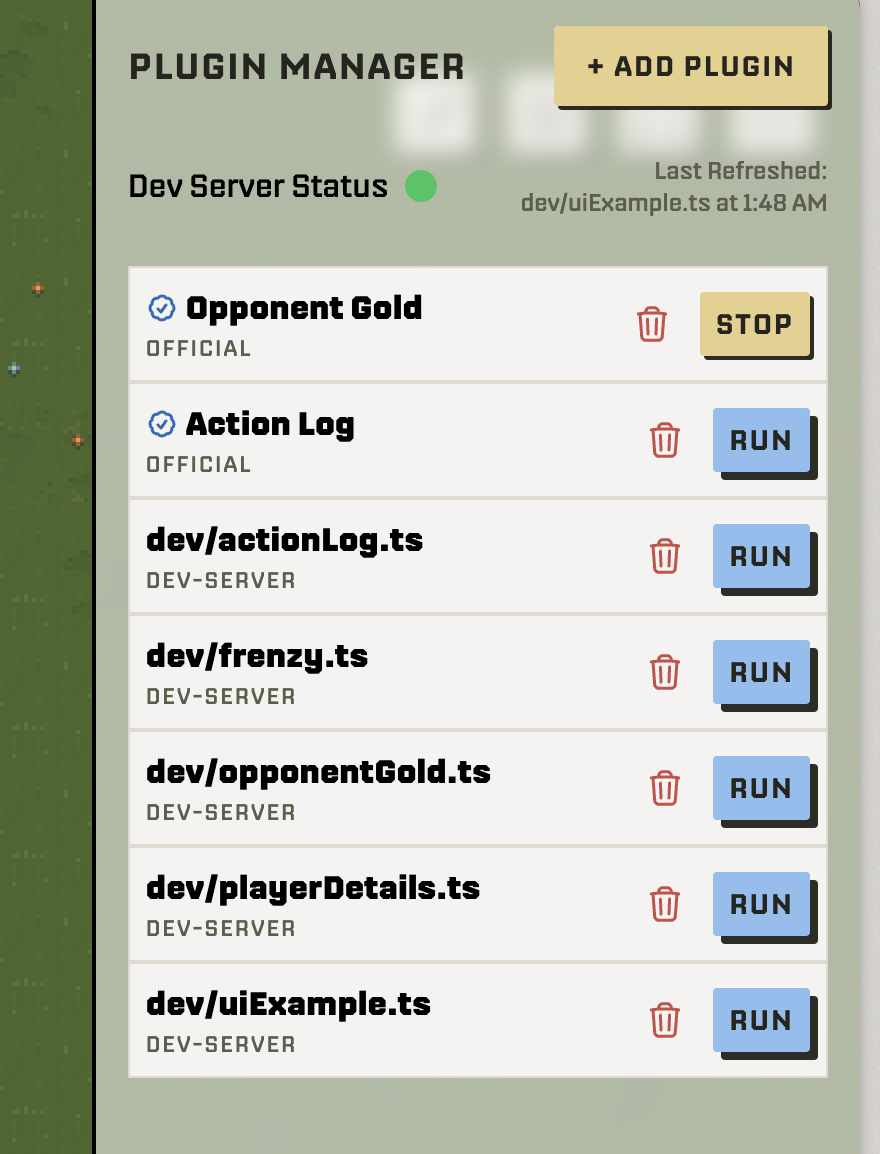 PLUGIN MANAGER
+ ADD PLUGIN
Dev Server Status
Last Refreshed:
dev/uiExample.ts at 1:48 AM
Opponent Gold
OFFICIAL
STOP
Action Log
OFFICIAL
RUN
dev/actionLog.ts
DEV-SERVER
RUN
dev/frenzy.ts
DEV-SERVER
RUN
dev/opponentGold.ts
DEV-SERVER
RUN
dev/playerDetails.ts
DEV-SERVER
RUN
dev/uiExample.ts
DEV-SERVER
RUN